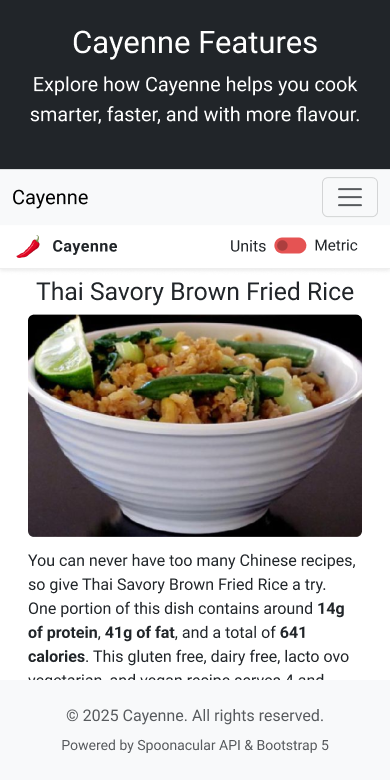 Cayenne Features
Explore how Cayenne helps you cook
smarter, faster, and with more flavour.
Cayenne
Cayenne
Units Metric
Thai Savory Brown Fried Rice
You can never have too many Chinese recipes,
so give Thai Savory Brown Fried Rice a try.
One portion of this dish contains around 14g
of protein, 41g of fat, and a total of 641
calories. This gluten free, dairy free, lacto ovo
vegetarian, and vegan recipe serves 4 and
© 2025 Cayenne. All rights reserved.
Powered by Spoonacular API & Bootstrap 5